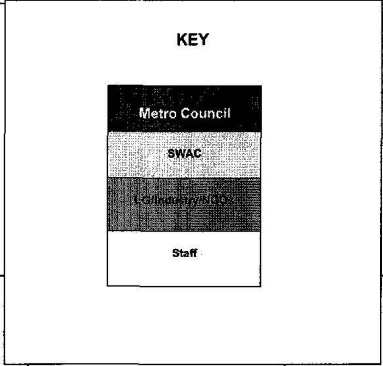 KEY
Metro Council
SWAC
LG/Industry/NGOs
Staff